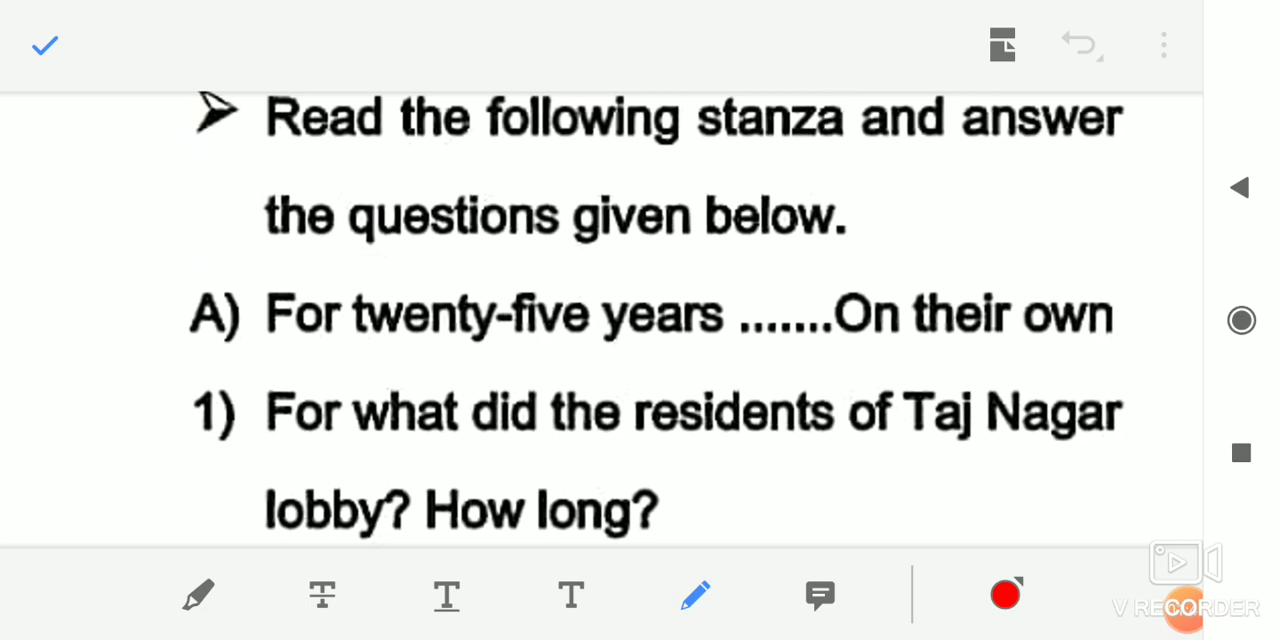 ➢ Read the following stanza and answer
the questions given below.
A) For twenty-five years .......On their own
1) For what did the residents of Taj Nagar
lobby? How long?
T T T
V RECORDER